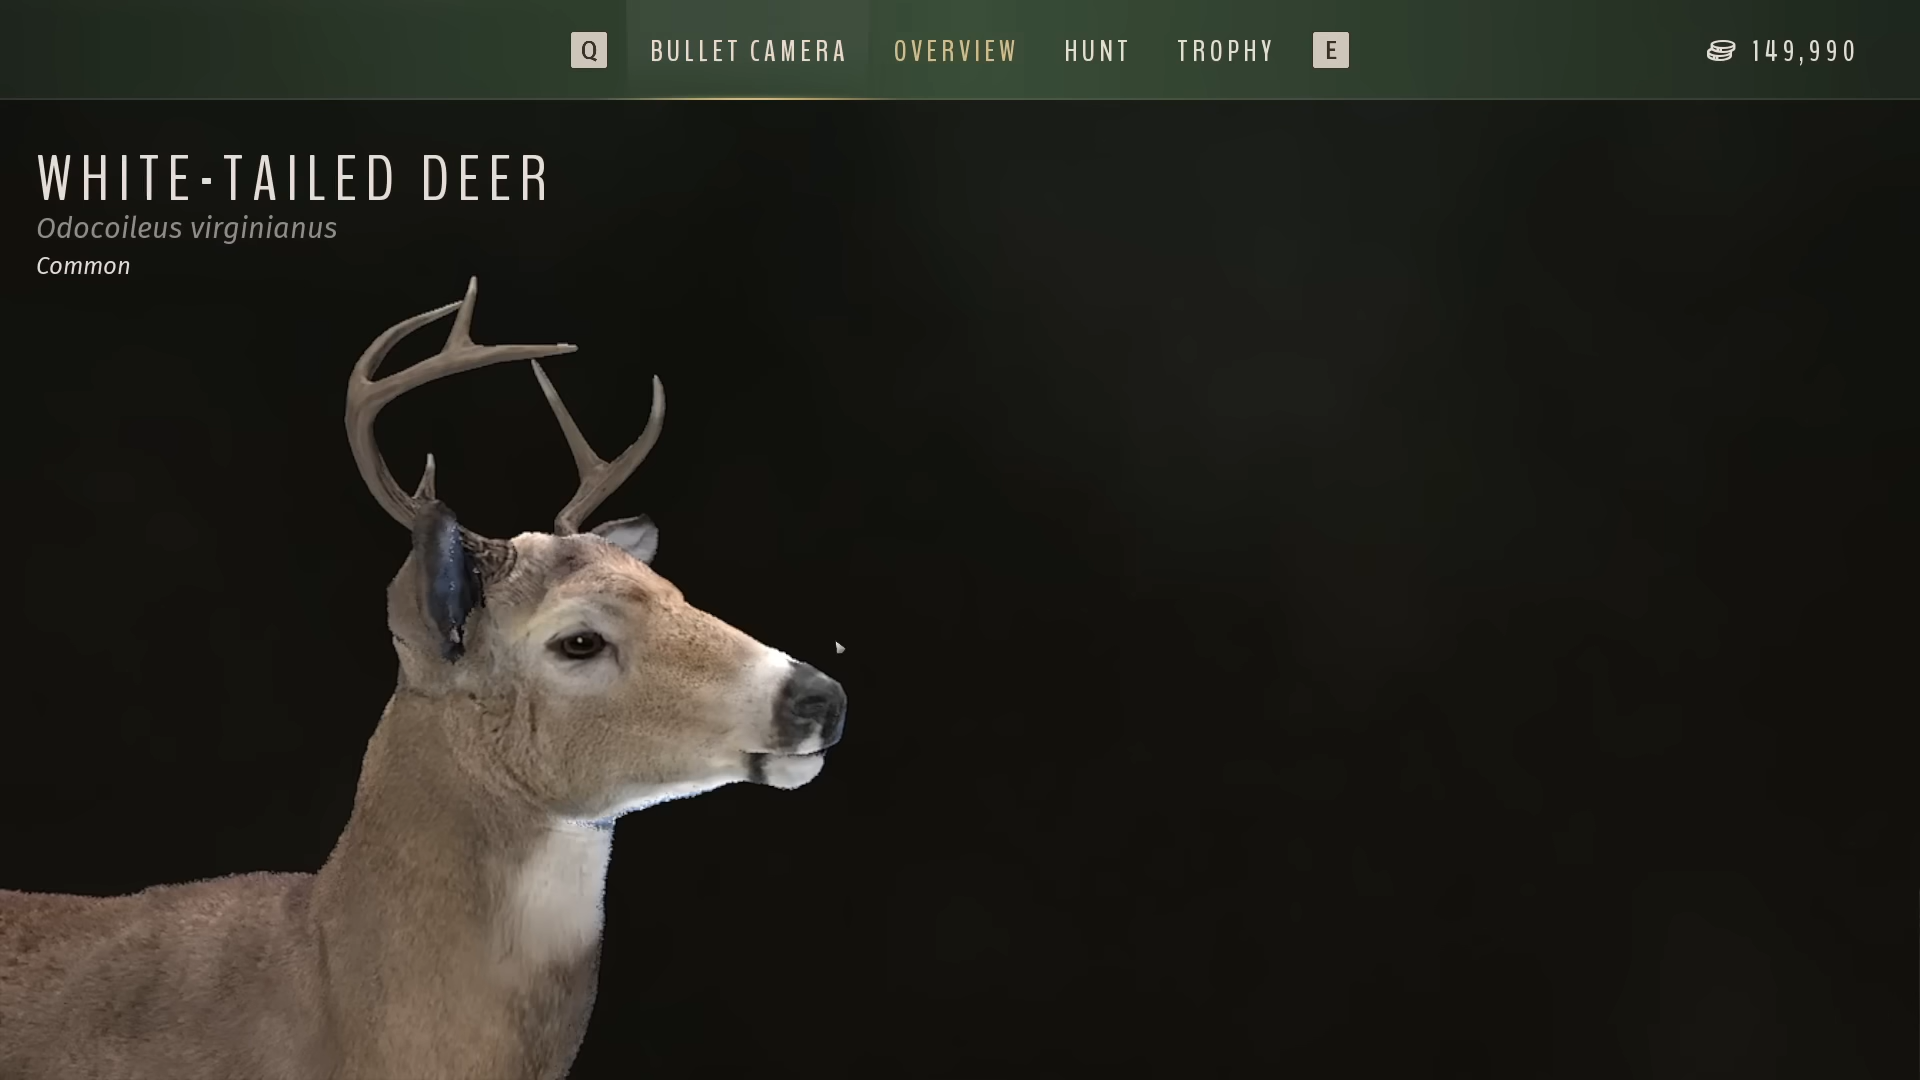 Q BULLET CAMERA OVERVIEW HUNT TROPHY E 149,990
WHITE-TAILED DEER
Odocoileus virginianus
Common